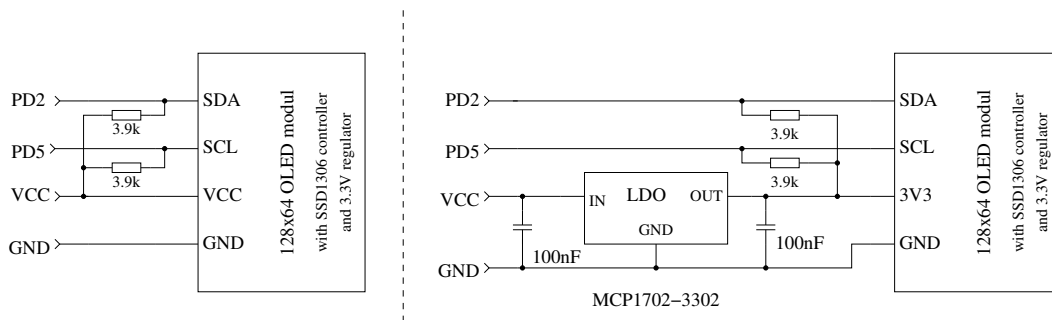 PD2
SDA
3.9k
PD5
SCL
3.9k
VCC
VCC
GND
GND
128x64 OLED modul
with SSD1306 controller
and 3.3V regulator
PD2
SDA
3.9k
PD5
SCL
3.9k
VCC
IN
LDO
OUT
GND
3V3
100nF
100nF
GND
GND
MCP1702−3302
128x64 OLED modul
with SSD1306 controller
and 3.3V regulator